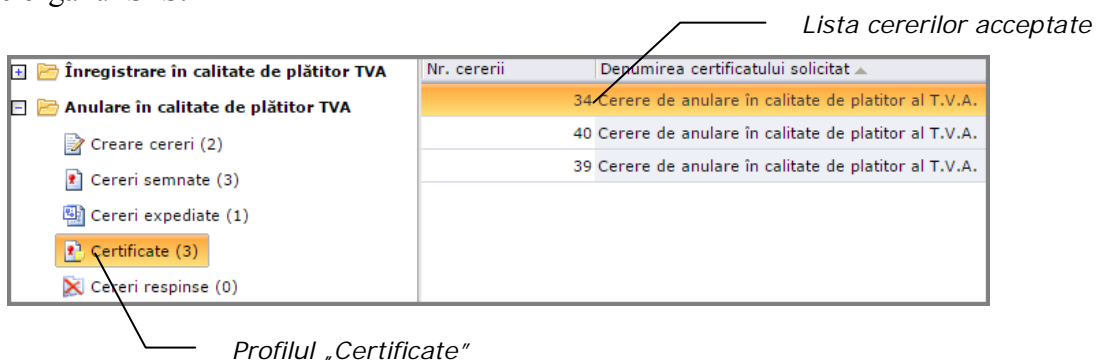 Lista cererilor acceptate
Înregistrare în calitate de plătitor TVA
Anulare în calitate de plătitor TVA
Creare cereri (2)
Cereri semnate (3)
Cereri expediate (1)
Certificate (3)
Cereri respinse (0)
Nr. cererii Denumirea certificatului solicitat
34 Cerere de anulare în calitate de platitor al T.V.A.
40 Cerere de anulare în calitate de platitor al T.V.A.
39 Cerere de anulare în calitate de platitor al T.V.A.
Profilul „Certificate”